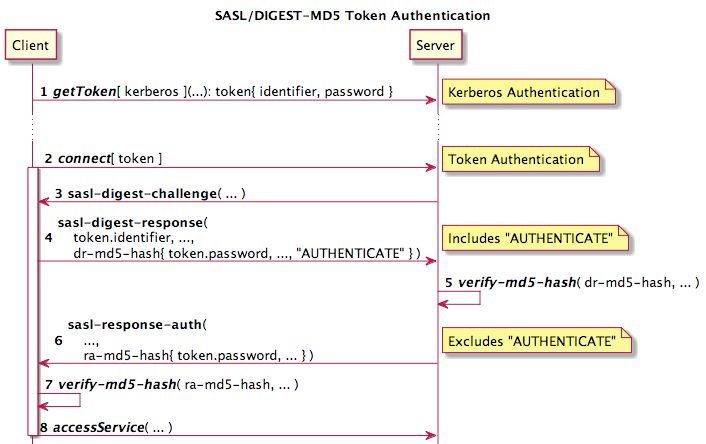 SASL/DIGEST-MD5 Token Authentication
Client
Server
1 getToken[ kerberos ](...): token{ identifier, password }
Kerberos Authentication
2 connect[ token ]
Token Authentication
3 sasl-digest-challenge( ... )
sasl-digest-response(
4 token.identifier, ...,
dr-md5-hash{ token.password, ..., "AUTHENTICATE" } )
Includes "AUTHENTICATE"
5 verify-md5-hash( dr-md5-hash, ... )
sasl-response-auth(
6 ...,
ra-md5-hash{ token.password, ... } )
Excludes "AUTHENTICATE"
7 verify-md5-hash( ra-md5-hash, ... )
8 accessService( ... )